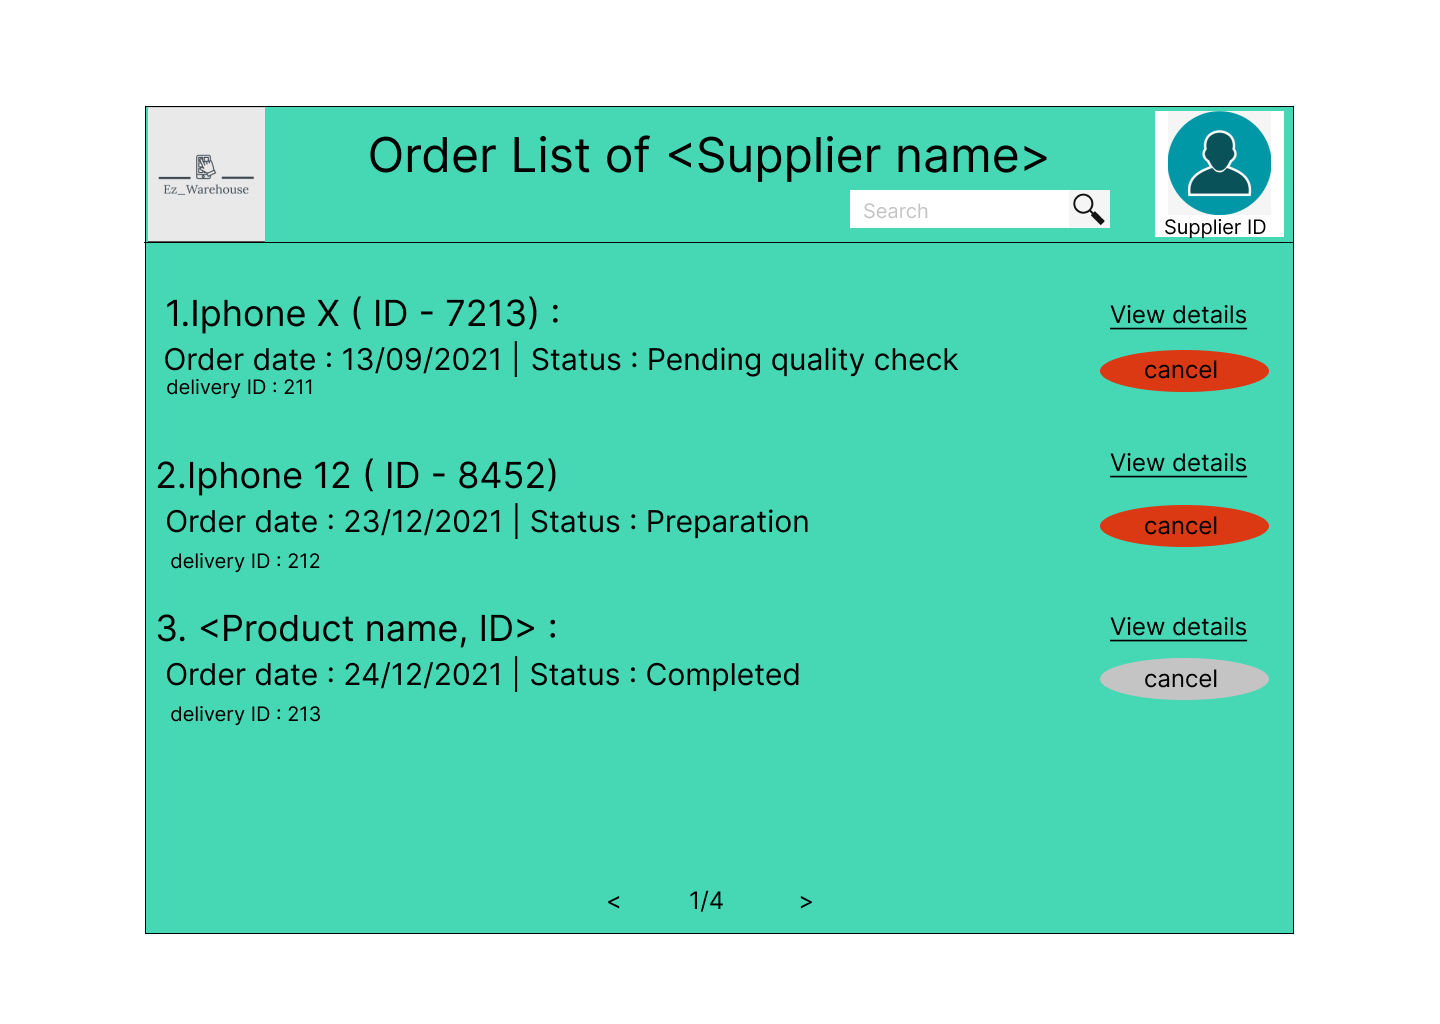 Ez_Warehouse
Order List of <Supplier name>
Search
Supplier ID
1.Iphone X ( ID - 7213) :
View details
Order date : 13/09/2021 | Status : Pending quality check
cancel
delivery ID : 211
2.Iphone 12 ( ID - 8452)
View details
Order date : 23/12/2021 | Status : Preparation
cancel
delivery ID : 212
3. <Product name, ID> :
View details
Order date : 24/12/2021 | Status : Completed
cancel
delivery ID : 213
< 1/4 >